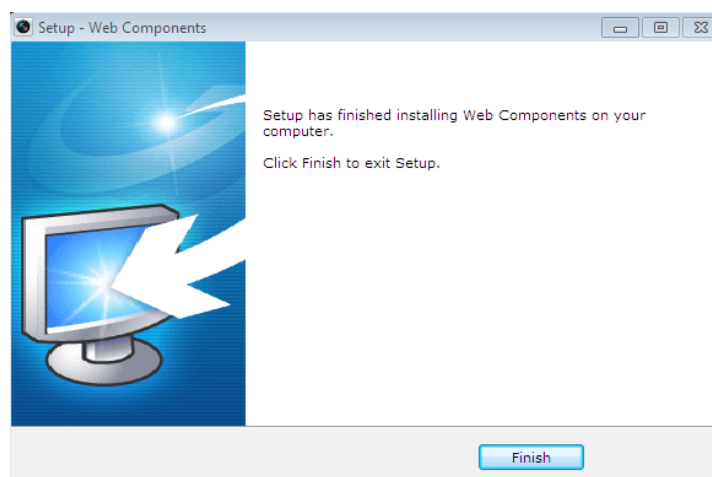 Setup - Web Components
Setup has finished installing Web Components on your
computer.
Click Finish to exit Setup.
Finish